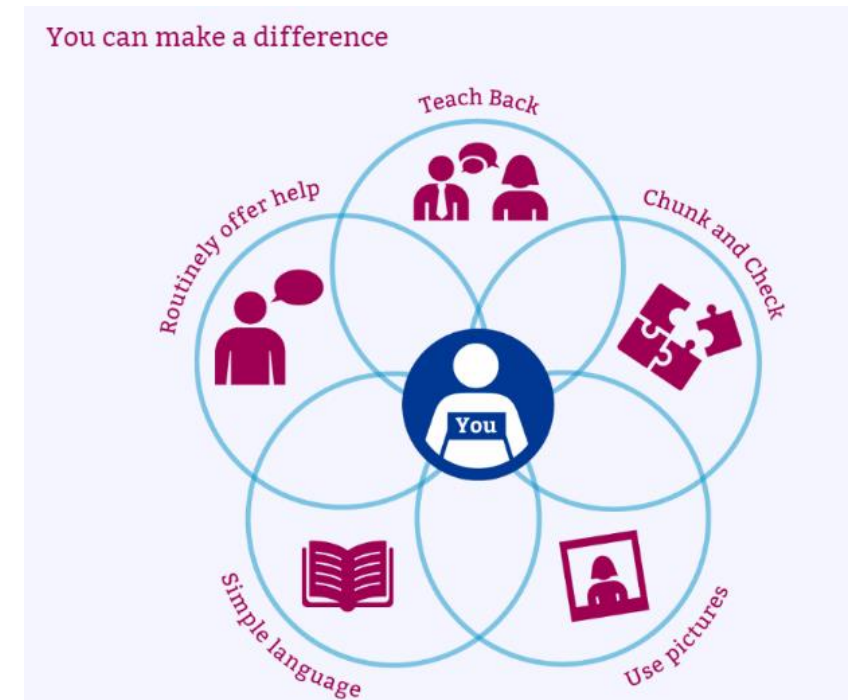 You can make a difference
Teach Back
Routinely offer help
Chunk and Check
You
Simple language
Use pictures